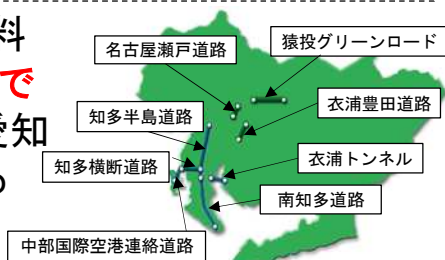 料
で
愛知
名古屋瀬戸道路
猿投グリーンロード
知多半島道路
衣浦豊田道路
知多横断道路
衣浦トンネル
南知多道路
中部国際空港連絡道路